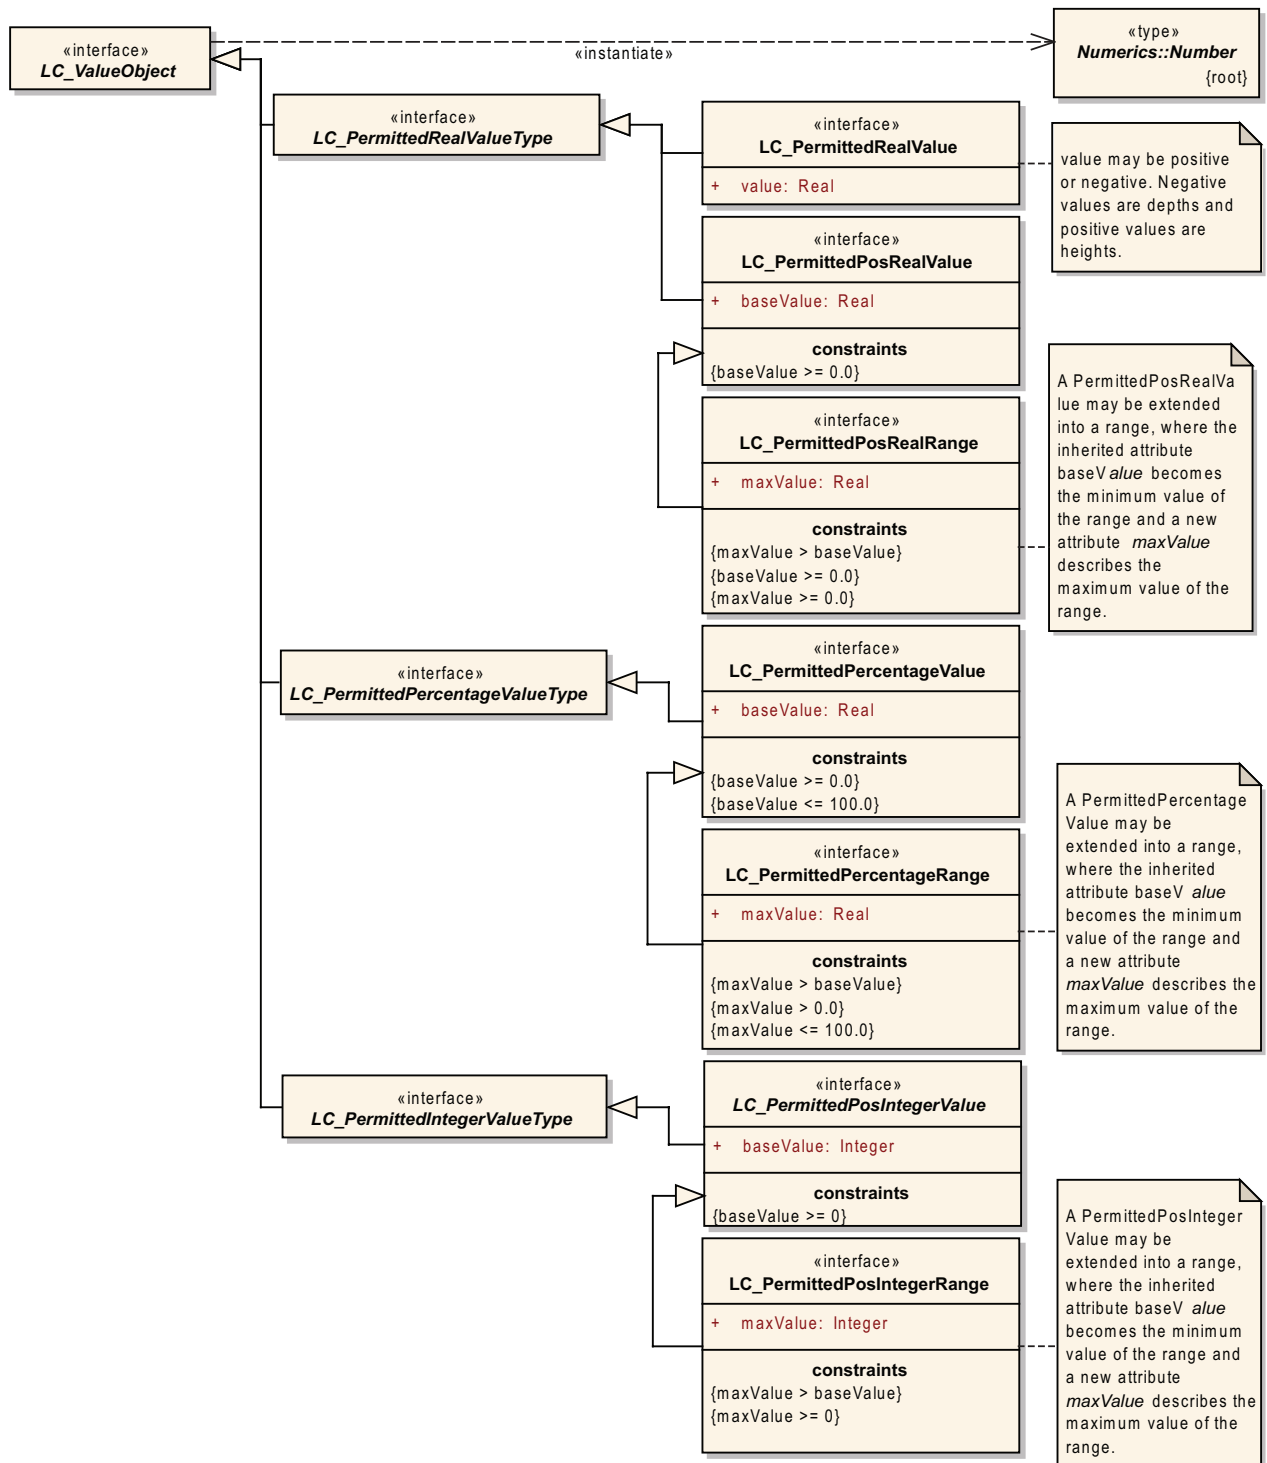 «interface»
LC_ValueObject
«instantiate»
«type»
Numerics::Number
{root}
«interface»
LC_PermittedRealValueType
«interface»
LC_PermittedRealValue
+ value: Real
value may be positive
or negative. Negative
values are depths and
positive values are
heights.
«interface»
LC_PermittedPosRealValue
+ baseValue: Real
constraints
{baseValue >= 0.0}
«interface»
LC_PermittedPosRealRange
+ maxValue: Real
constraints
{maxValue > baseValue}
{baseValue >= 0.0}
{maxValue >= 0.0}
A PermittedPosRealVa
lue may be extended
into a range, where the
inherited attribute
baseV alue becomes
the minimum value of
the range and a new
attribute maxValue
describes the
maximum value of the
range.
«interface»
LC_PermittedPercentageValueType
«interface»
LC_PermittedPercentageValue
+ baseValue: Real
constraints
{baseValue >= 0.0}
{baseValue <= 100.0}
«interface»
LC_PermittedPercentageRange
+ maxValue: Real
constraints
{maxValue > baseValue}
{maxValue > 0.0}
{maxValue <= 100.0}
A PermittedPercentage
Value may be
extended into a range,
where the inherited
attribute baseV alue
becomes the minimum
value of the range and
a new attribute
maxValue describes the
maximum value of the
range.
«interface»
LC_PermittedIntegerValueType
«interface»
LC_PermittedPosIntegerValue
+ baseValue: Integer
constraints
{baseValue >= 0}
«interface»
LC_PermittedPosIntegerRange
+ maxValue: Integer
constraints
{maxValue > baseValue}
{maxValue >= 0}
A PermittedPosInteger
Value may be
extended into a range,
where the inherited
attribute baseV alue
becomes the minimum
value of the range and
a new attribute
maxValue describes the
maximum value of the
range.